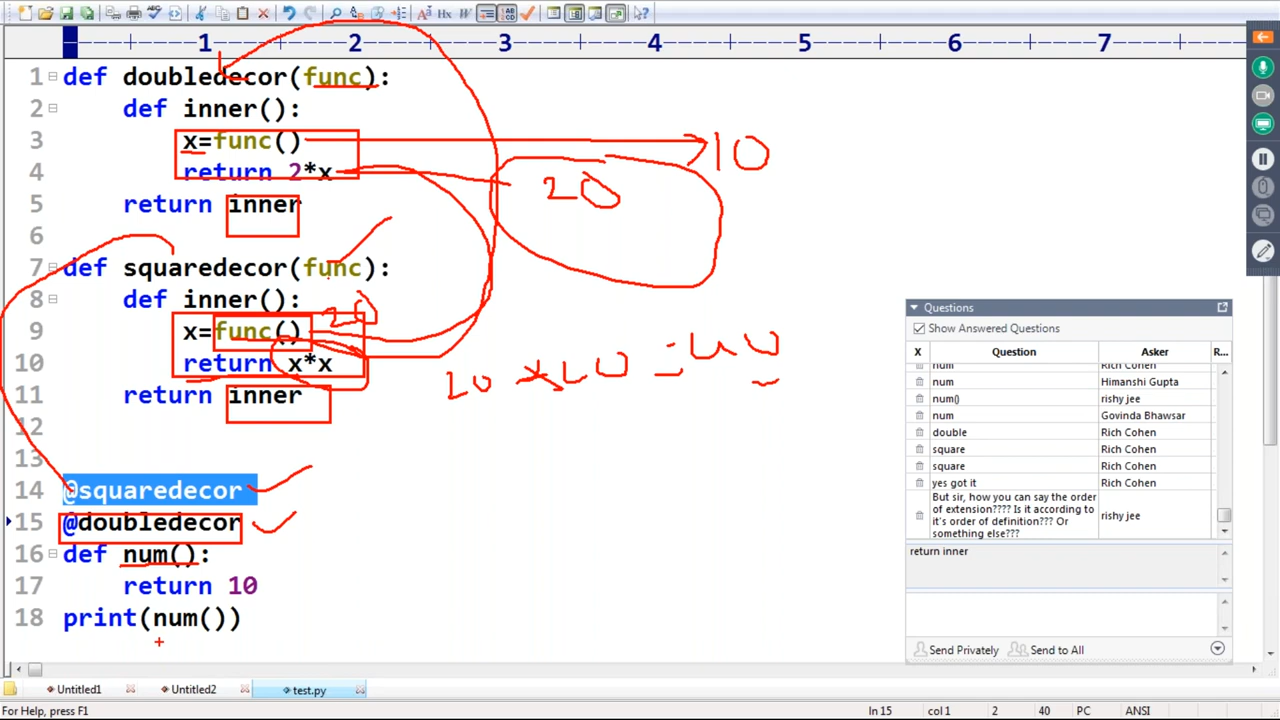 1 2 3 4 5 6 7
1 def doubledecor(func):
2 def inner():
3 x=func()
10
4 return 2*x
20
5 return inner
6
7 def squaredecor(func):
8 def inner():
20
9 x=func()
10 return x*x
11 return inner
12
13
14 @squaredecor
15 @doubledecor
16 def num():
17 return 10
18 print(num())
Questions
Show Answered Questions
X Question Asker R...
num Rich Cohen
num Himanshi Gupta
num() rishy jee
num Govinda Bhawsar
double Rich Cohen
square Rich Cohen
square Rich Cohen
yes got it Rich Cohen
But sir, how you can say the order
of extension???? Is it according to
it's order of definition??? Or
something else??? rishy jee
return inner
Send Privately Send to All
Untitled1 Untitled2 test.py
For Help, press F1 ln 15 col 1 2 40 PC ANSI